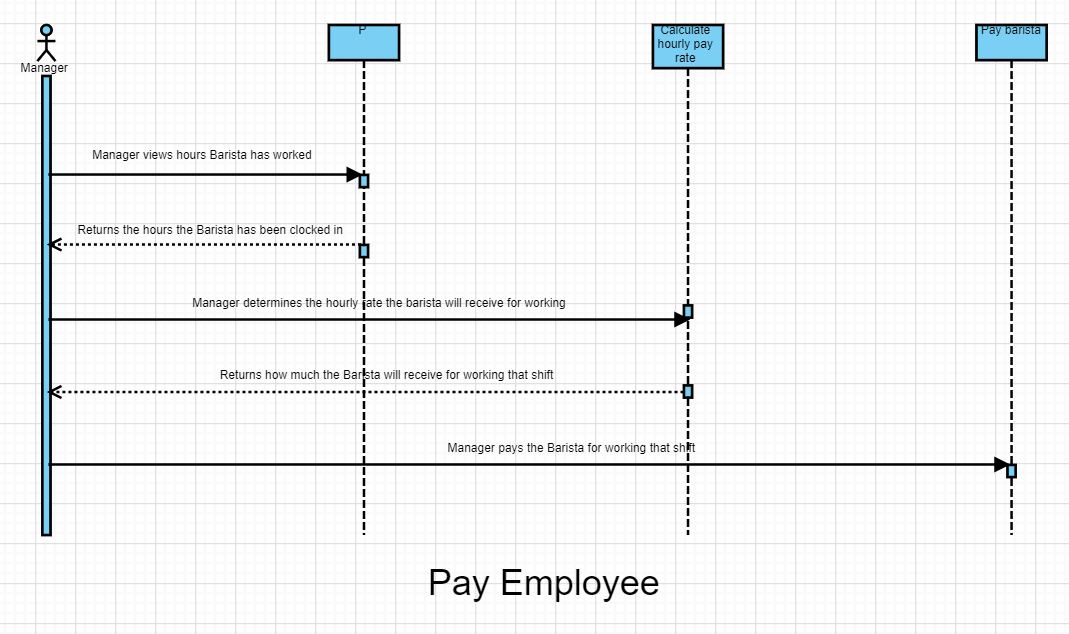 Manager
P
Calculate
hourly pay
rate
Pay barista
Manager views hours Barista has worked
Returns the hours the Barista has been clocked in
Manager determines the hourly rate the barista will receive for working
Returns how much the Barista will receive for working that shift
Manager pays the Barista for working that shift
Pay Employee